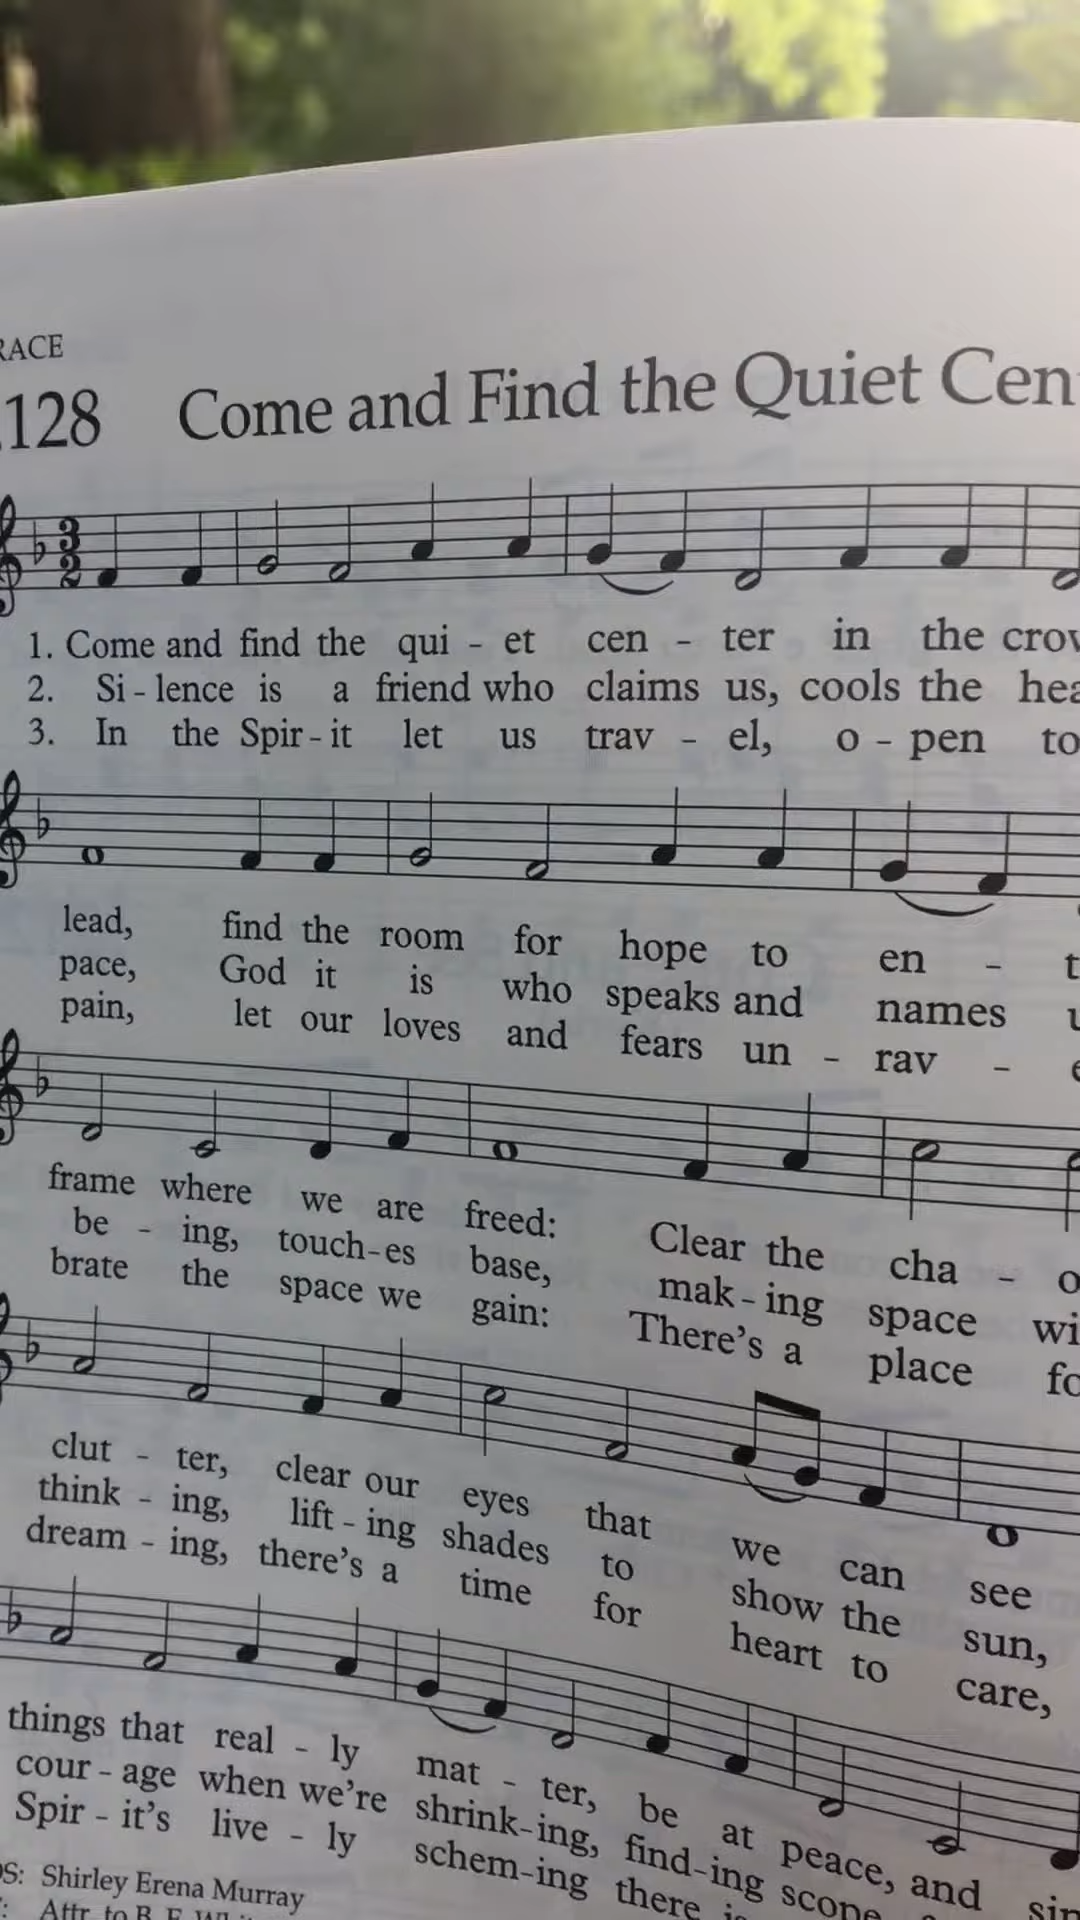 RACE
128 Come and Find the Quiet Cen
3
2
1. Come and find the qui - et cen - ter in the crow
2. Si - lence is a friend who claims us, cools the hea
3. In the Spir - it let us trav - el, o - pen to
lead, find the room for hope to en - t
pace, God it is who speaks and names u
pain, let our loves and fears un - rav - e
frame where we are freed: Clear the cha - o
be - ing, touch - es base, mak - ing space wi
brate the space we gain: There's a place fo
clut - ter, clear our eyes that we can see
think - ing, lift - ing shades to show the sun,
dream - ing, there's a time for heart to care,
things that real - ly mat - ter, be at peace, and sin
cour - age when we're shrink - ing, find - ing scope
Spir - it's live - ly schem - ing there i
OS: Shirley Erena Murray
Attr. to B. F.